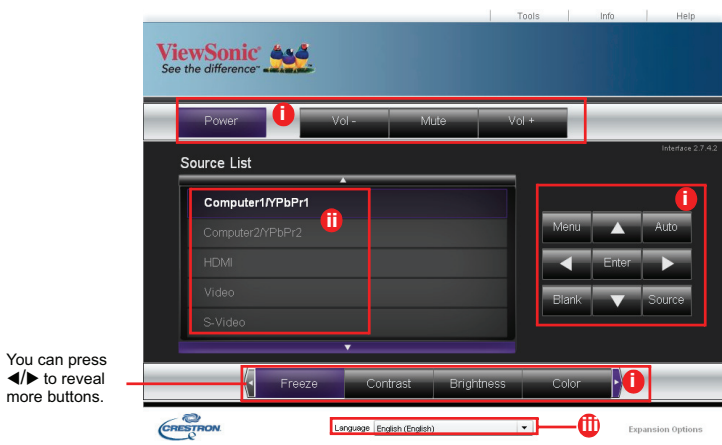 Tools Info Help
ViewSonic
See the difference™
Power i Vol - Mute Vol +
Interface 2.7.4.2
Source List
i
Computer1/YPbPr1
ii
Computer2/YPbPr2
HDMI
Video
S-Video
Menu Auto
Enter
Blank Source
You can press
◀/▶ to reveal
more buttons.
Freeze Contrast Brightness Color i
CRESTRON
Language English (English) iii
Expansion Options